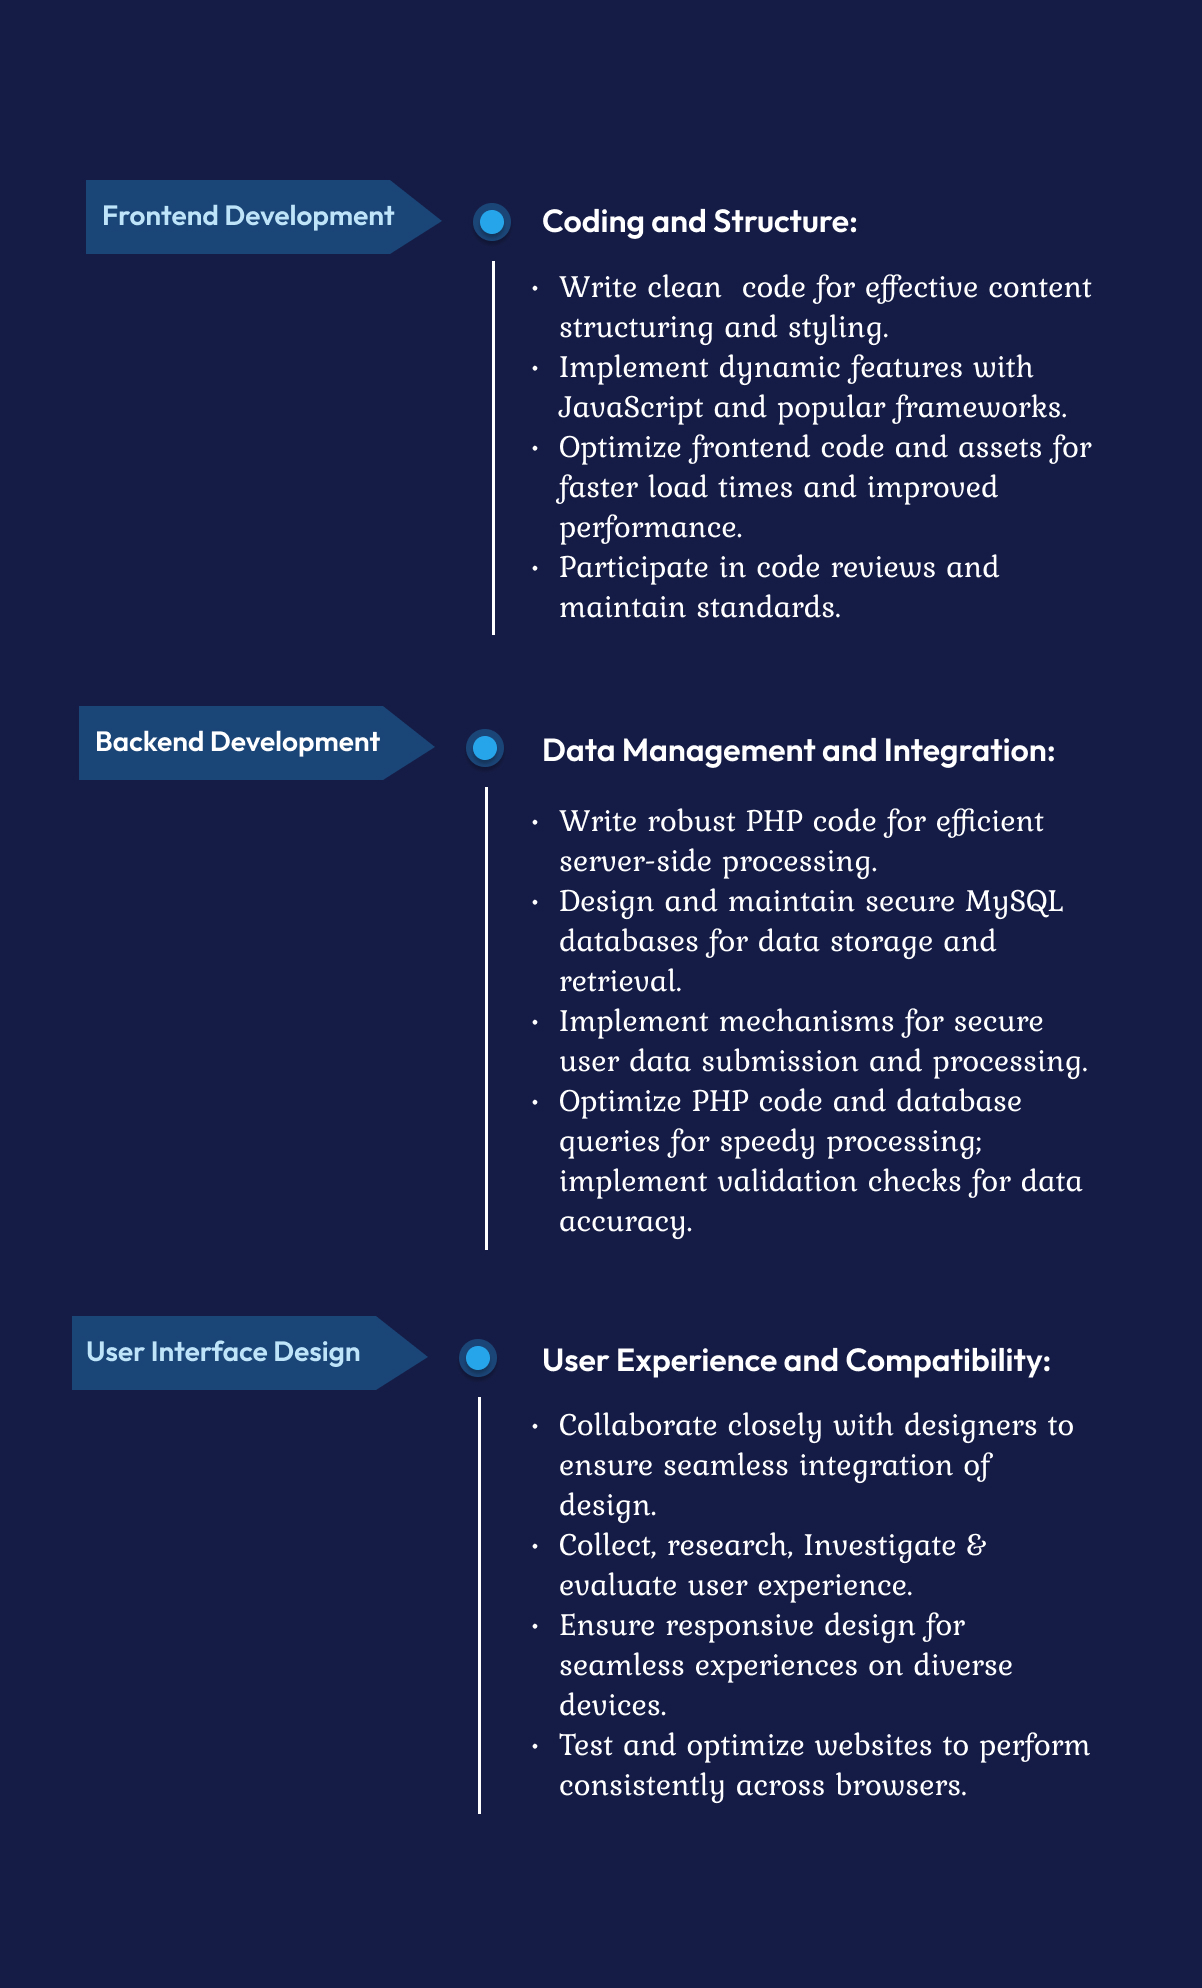 Frontend Development
Coding and Structure:
• Write clean  code for effective content
structuring and styling.
• Implement dynamic features with
JavaScript and popular frameworks.
• Optimize frontend code and assets for
faster load times and improved
performance.
• Participate in code reviews and
maintain standards.
Backend Development
Data Management and Integration:
• Write robust PHP code for efficient
server-side processing.
• Design and maintain secure MySQL
databases for data storage and
retrieval.
• Implement mechanisms for secure
user data submission and processing.
• Optimize PHP code and database
queries for speedy processing;
implement validation checks for data
accuracy.
User Interface Design
User Experience and Compatibility:
• Collaborate closely with designers to
ensure seamless integration of
design.
• Collect, research, Investigate &
evaluate user experience.
• Ensure responsive design for
seamless experiences on diverse
devices.
• Test and optimize websites to perform
consistently across browsers.